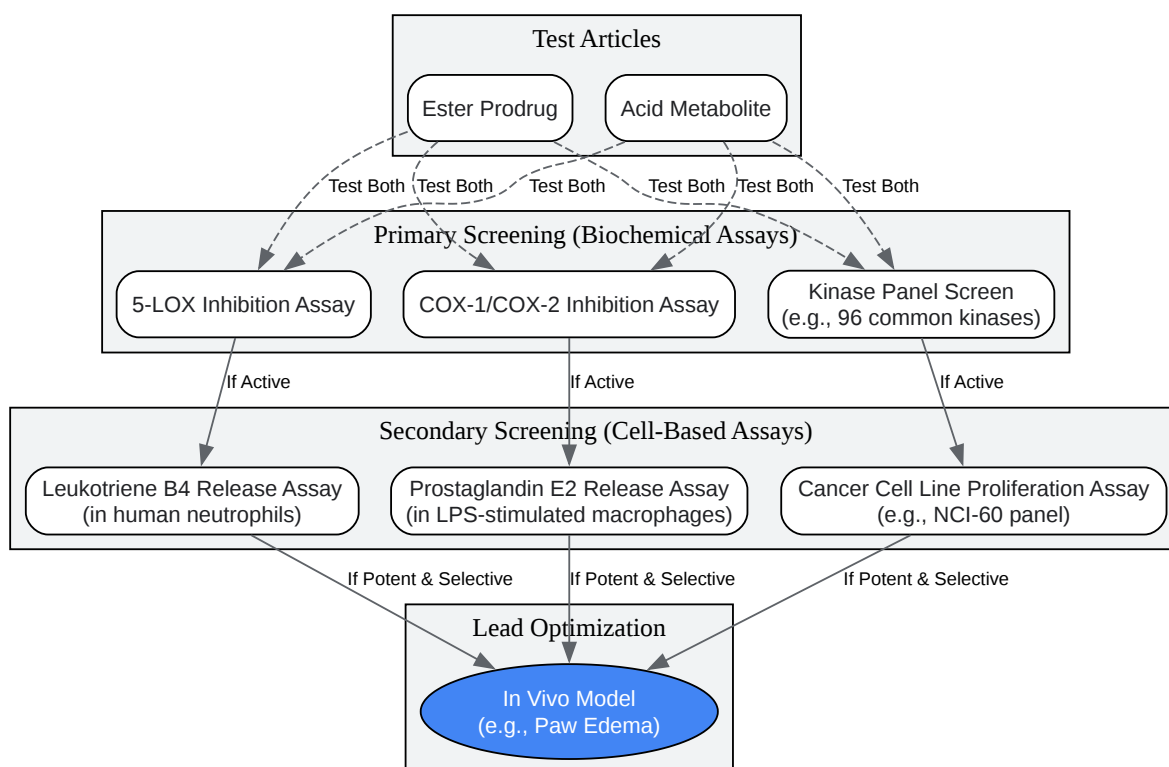 Test Articles
Ester Prodrug
Acid Metabolite
Test Both
Test Both
Test Both
Test Both
Test Both
Test Both
Primary Screening (Biochemical Assays)
5-LOX Inhibition Assay
COX-1/COX-2 Inhibition Assay
Kinase Panel Screen
(e.g., 96 common kinases)
If Active
If Active
If Active
Secondary Screening (Cell-Based Assays)
Leukotriene B4 Release Assay
(in human neutrophils)
Prostaglandin E2 Release Assay
(in LPS-stimulated macrophages)
Cancer Cell Line Proliferation Assay
(e.g., NCI-60 panel)
If Potent & Selective
If Potent & Selective
If Potent & Selective
Lead Optimization
In Vivo Model
(e.g., Paw Edema)